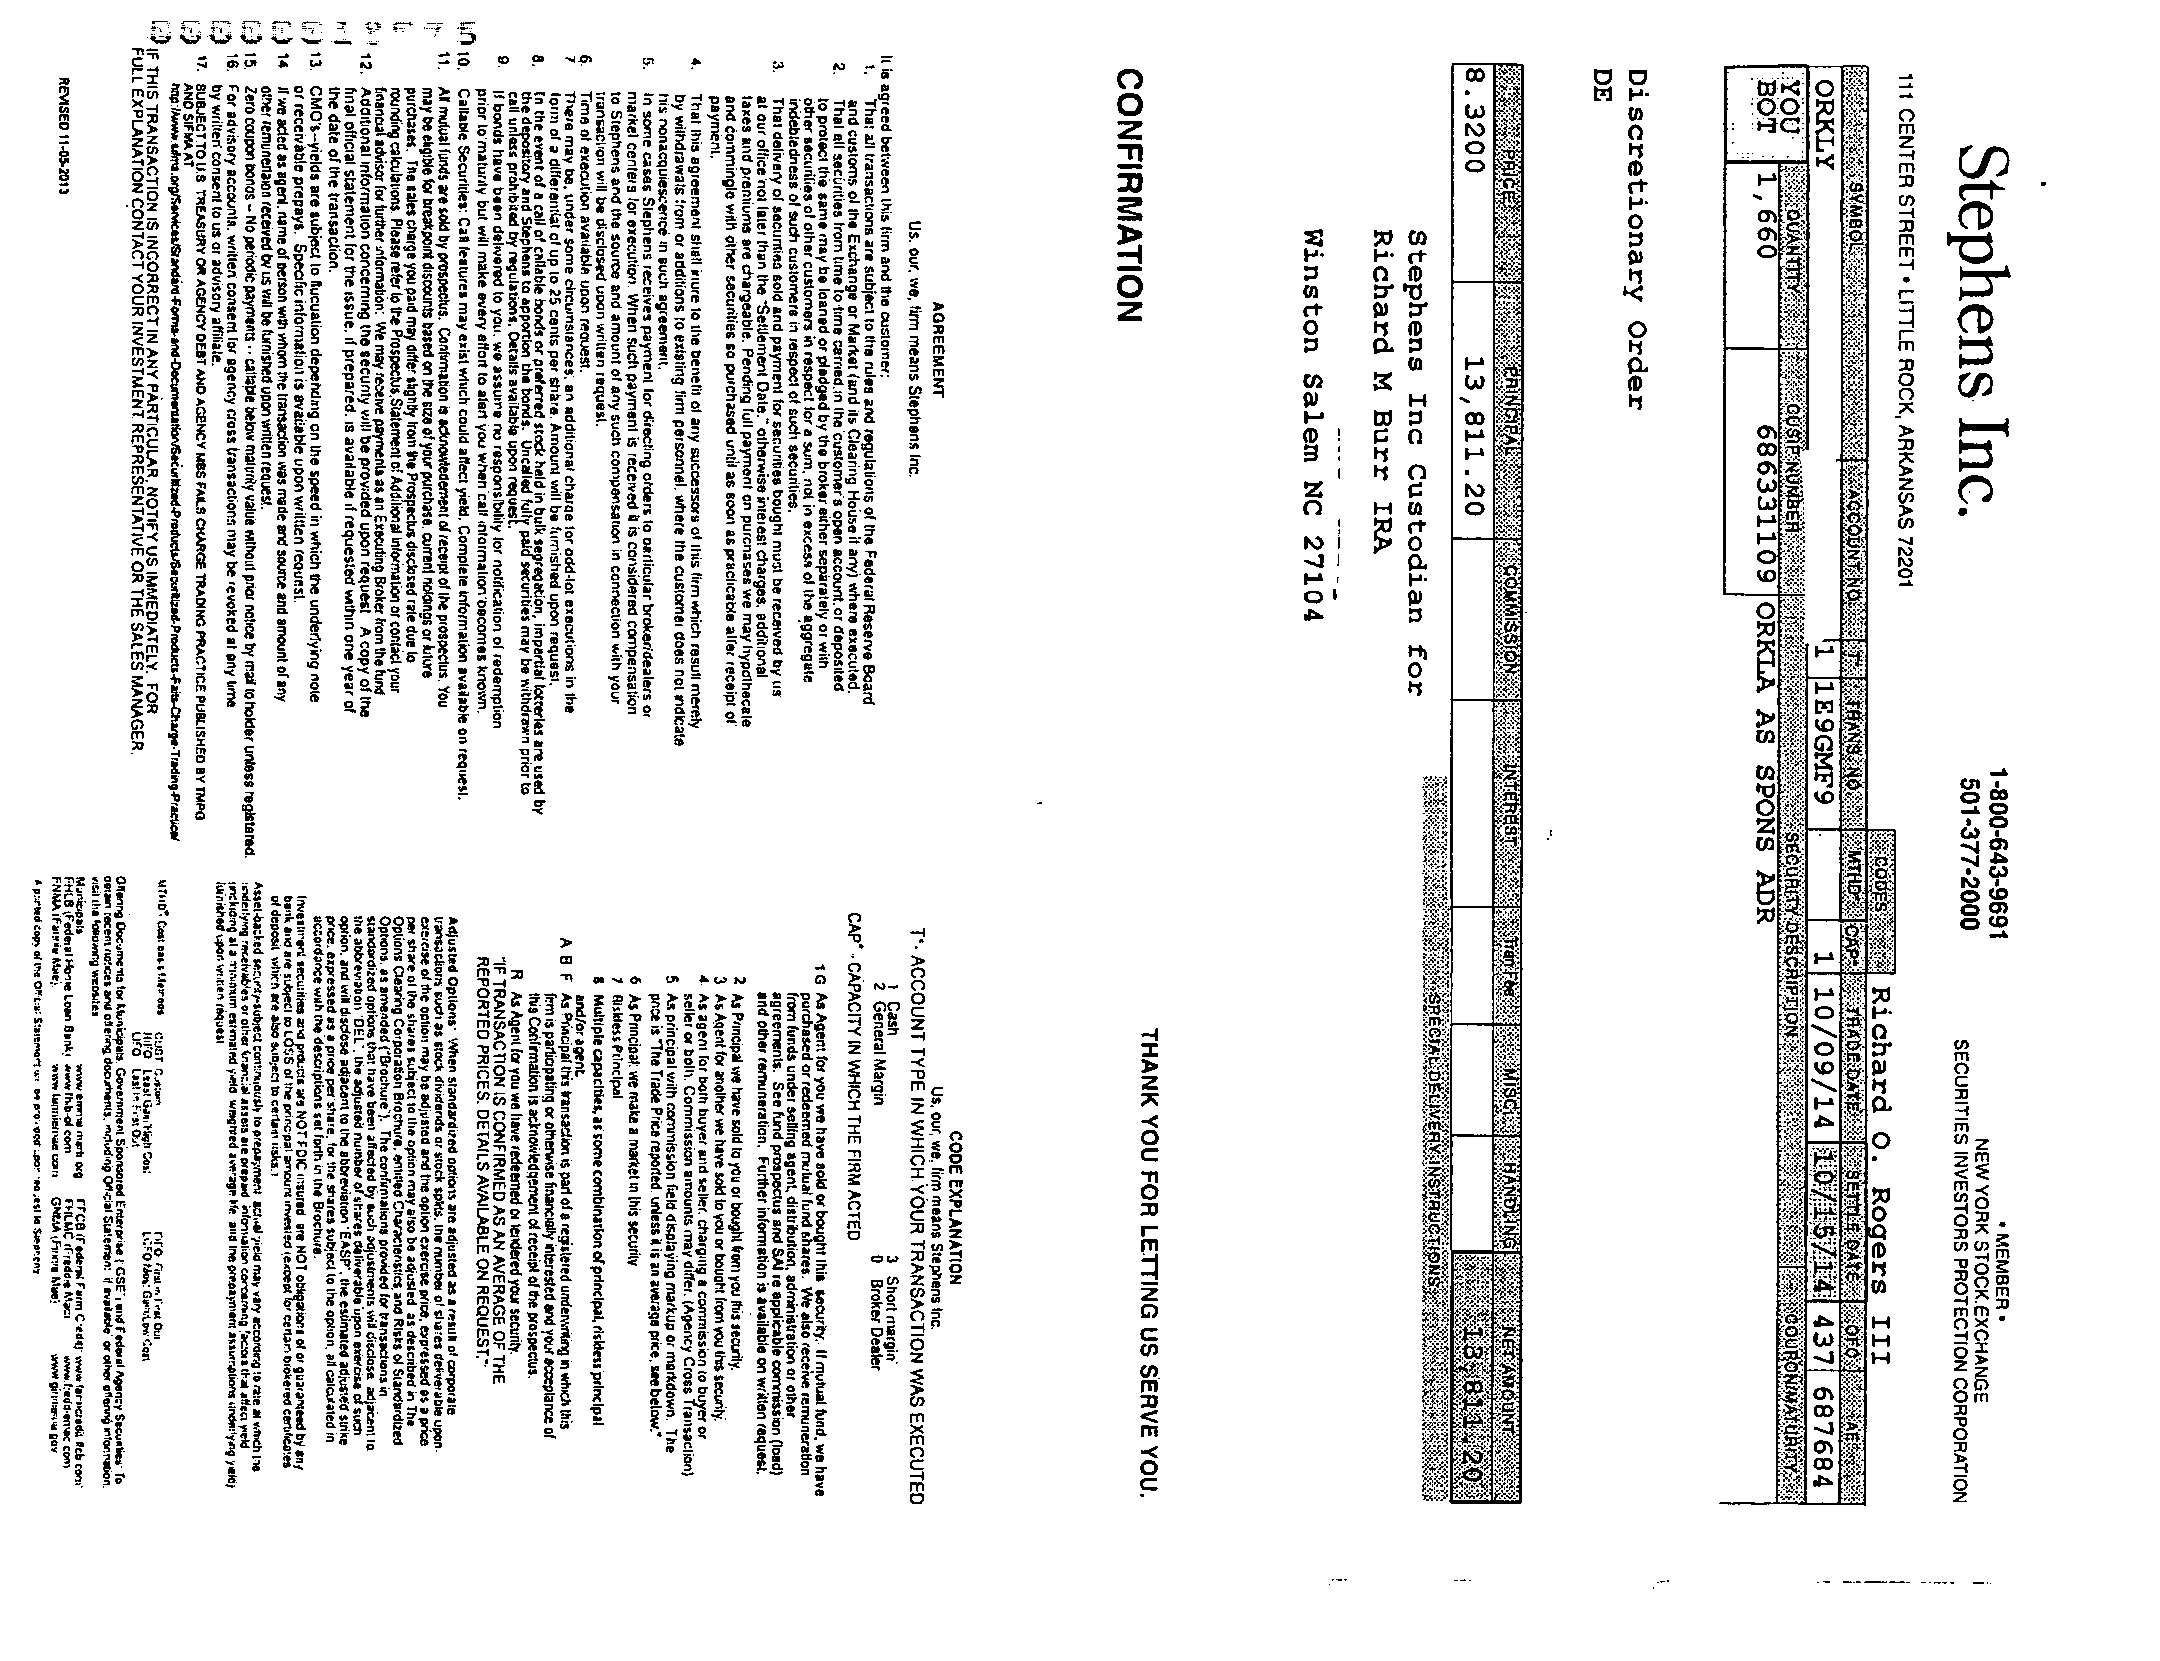 Stephens Inc.
111 CENTER STREET • LITTLE ROCK, ARKANSAS 72201
1-800-643-9691
501-377-2000
• MEMBER •
NEW YORK STOCK EXCHANGE
SECURITIES INVESTORS PROTECTION CORPORATION
CODES
Richard O. Rogers III
SYMBOL ACCOUNT NO. T* TRANS. NO. MTHD* CAP* TRADE DATE SETTLE DATE OFC. AE
ORKLY 1 1E9GMF9 1 10/09/14 10/15/14 437 687684
YOU BOT
QUANTITY CUSIP NUMBER SECURITY DESCRIPTION COUPON/MATURITY
1,660 686331109 ORKLA AS SPONS ADR
Discretionary Order
DE
PRICE PRINCIPAL COMMISSION INTEREST Tran Fee MISC. HANDLING NET AMOUNT
8.3200 13,811.20 13,811.20
SPECIAL DELIVERY INSTRUCTIONS
Stephens Inc Custodian for
Richard M Burr IRA
Winston Salem NC 27104
CONFIRMATION
THANK YOU FOR LETTING US SERVE YOU.
AGREEMENT
Us, our, we, firm means Stephens Inc.
It is agreed between this firm and the customer:
1. That all transactions are subject to the rules and regulations of the Federal Reserve Board
and customs of the Exchange or Market (and its Clearing House if any) where executed.
2. That all securities from time to time carried in the customer's open account, or deposited
to protect the same may be loaned or pledged by the broker either separately or with
other securities of other customers in respect for a sum, not in excess of the aggregate
indebtedness of such customers in respect of such securities.
3. That delivery of securities sold and payment for securities bought must be received by us
at our office not later than the "Settlement Date," otherwise interest charges, additional
taxes and premiums are chargeable. Pending full payment on purchases we may hypothecate
and commingle with other securities so purchased until as soon as practicable after receipt of
payment.
4. That this agreement shall inure to the benefit of any successors of this firm which result merely
by withdrawals from or additions to existing firm personnel, where the customer does not indicate
his nonacquiescence in such agreement.
5. In some cases Stephens receives payment for directing orders to particular broker/dealers or
market centers for execution. When such payment is received it is considered compensation
to Stephens and the source and amount of any such compensation in connection with your
transaction will be disclosed upon written request.
6. Time of execution available upon request.
7 There may be, under some circumstances, an additional charge for odd-lot executions in the
form of a differential of up to 25 cents per share. Amount will be furnished upon request.
8. In the event of a call of callable bonds or preferred stock held in bulk segregation, impartial lotteries are used by
the depository and Stephens to apportion the bonds. Uncalled fully paid securities may be withdrawn prior to
call unless prohibited by regulations. Details available upon request.
9. If bonds have been delivered to you, we assume no responsibility for notification of redemption
prior to maturity but will make every effort to alert you when call information becomes known.
10. Callable Securities: Call features may exist which could affect yield. Complete information available on request.
11. All mutual funds are sold by prospectus. Confirmation is acknowledement of receipt of the prospectus. You
may be eligible for breakpoint discounts based on the size of your purchase, current holdings or future
purchases. The sales charge you paid may differ slightly from the Prospectus disclosed rate due to
rounding calculations. Please refer to the Prospectus Statement of Additional Information or contact your
financial advisor for further information. We may receive payments as an Executing Broker from the fund
12. Additional information concerning the security will be provided upon request. A copy of the
final official statement for the issue, if prepared, is available if requested within one year of
the date of the transaction.
13. CMO's—yields are subject to flucuation depending on the speed in which the underlying note
or receivable prepays. Specific information is available upon written request.
14 If we acted as agent name of person with whom the transaction was made and source and amount of any
other remuneration received by us will be furnished upon written request.
15. Zero coupon bonds – No periodic payments -- callable below maturity value without prior notice by mail to holder unless registered.
16. For advisory accounts, written consent for agency cross transactions may be revoked at any time
by written consent to us or advisory affiliate.
17. SUBJECT TO U.S. TREASURY OR AGENCY DEBT AND AGENCY MBS FAILS CHARGE TRADING PRACTICE PUBLISHED BY TMPG
AND SIFMA AT
http://www.sifma.org/Services/Standard-Forms-and-Documentation/Securitized-Products/Securitized-Products-Fails-Charge-Trading-Practice/
IF THIS TRANSACTION IS INCORRECT IN ANY PARTICULAR, NOTIFY US IMMEDIATELY. FOR
FULL EXPLANATION CONTACT YOUR INVESTMENT REPRESENTATIVE OR THE SALES MANAGER.
REVISED 11-05-2013
CODE EXPLANATION
Us, our, we, firm means Stephens Inc.
T*- ACCOUNT TYPE IN WHICH YOUR TRANSACTION WAS EXECUTED
1 Cash 3 Short margin
2 General Margin 0 Broker Dealer
CAP* - CAPACITY IN WHICH THE FIRM ACTED
1G As Agent for you we have sold or bought this security. If mutual fund, we have
purchased or redeemed mutual fund shares. We also receive remuneration
from funds under selling agent, distribution, administration or other
agreements. See fund prospectus and SAI re applicable commission (load)
and other remuneration. Further information is available on written request.
2 As Principal we have sold to you or bought from you this security.
3 As Agent for another we have sold to you or bought from you this security.
4 As agent for both buyer and seller, charging a commission to buyer or
seller or both. Commission amounts may differ. (Agency Cross Transaction)
5 As principal with commission field displaying markup or markdown. The
price is "The Trade Price reported, unless it is an average price, see below."
6 As Principal, we make a market in this security
7 Riskless Principal
8 Multiple capacities, as some combination of principal, riskless principal
and/or agent.
A B F As Principal this transaction is part of a registered underwriting in which this
firm is participating or otherwise financially interested and your acceptance of
this Confirmation is acknowledgement of receipt of the prospectus.
R As Agent for you we have redeemed or tendered your security.
"IF TRANSACTION IS CONFIRMED AS AN AVERAGE OF THE
REPORTED PRICES, DETAILS AVAILABLE ON REQUEST."
Adjusted Options' When standardized options are adjusted as a result of corporate
transactions such as stock dividends or stock splits, the number of shares deliverable upon
exercise of the option may be adjusted and the option exercise price, expressed as a price
per share of the shares subject to the option may also be adjusted as described in The
Options Clearing Corporation Brochure, entitled Characteristics and Risks of Standardized
Options, as amended ("Brochure"). The confirmations provided for transactions in
standardized options that have been affected by such adjustments will disclose, adjacent to
the abbreviation "DEL", the adjusted number of shares deliverable upon exercise of such
option, and will disclose adjacent to the abbreviation "EASP", the estimated adjusted strike
price, expressed as a price per share, for the shares subject to the option, all calculated in
accordance with the descriptions set forth in the Brochure.
Investment securities and products are NOT FDIC insured, are NOT obligations of or guaranteed by any
bank and are subject to LOSS of the principal amount invested (except for certain brokered certificates
of deposit, which are also subject to certain risks.)
Asset-backed security-subject continuously to prepayment actual yield may vary according to rate at which the
underlying receivables or other financial assets are prepaid information concerning factors that affect yield
(including at a minimum estimated yield, weighted average life and the prepayment assumptions underlying yield)
furnished upon written request
MTHD* Cost basis Methods CUST Custom FIFO First in First Out
HIFO Least Gain High Cost
LIFO Last in First Out
Offering Documents for Municipals, Government Sponsored Enterprise (GSE) and Federal Agency Securities: To
obtain recent notices and offering documents, including Official Statement, if available or other offering information,
visit the following websites
Municipals www.emma.msrb.org FFCB (Federal Farm Credit)
FHLB (Federal Home Loan Bank) www.fhlb-of.com FHLMC (Freddie Mac) www.freddiemac.com
FNMA (Fannie Mae) www.fanniemae.com GNMA (Ginnie Mae) www.ginniemae.gov